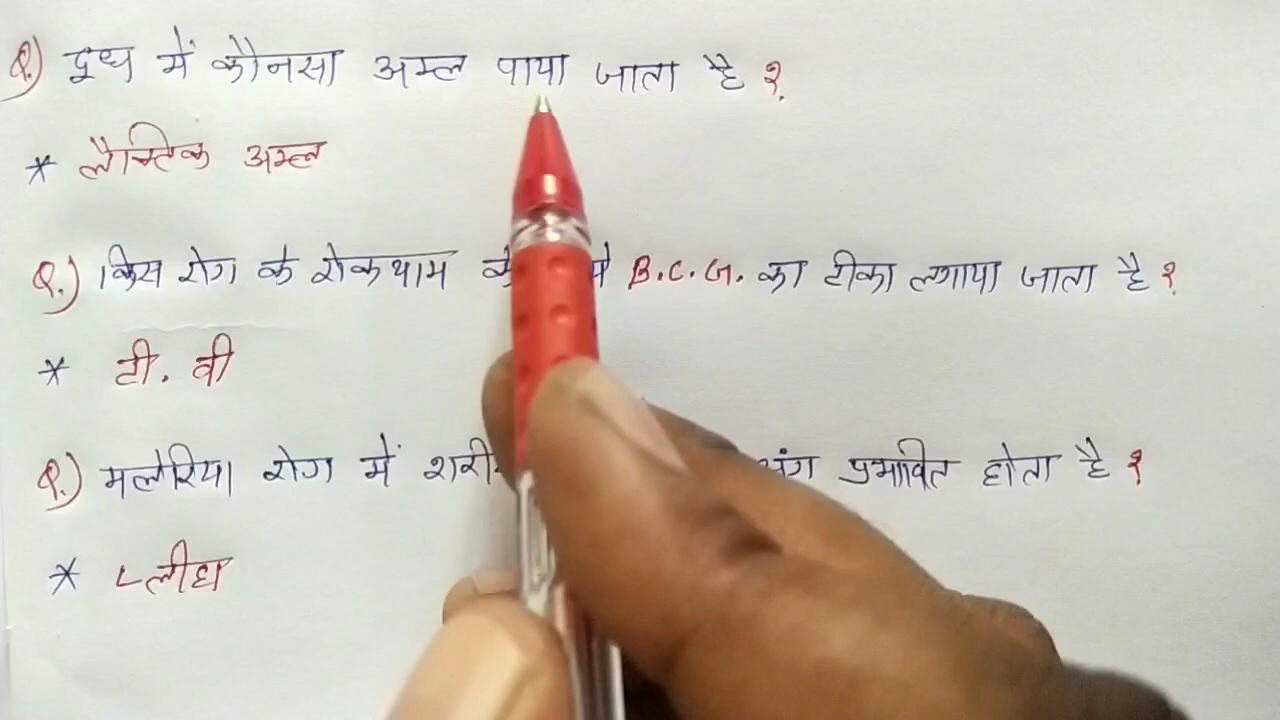 Q.) दूध में कौनसा अम्ल पाया जाता है ?
* लैक्टिक अम्ल
Q.) किस रोग के रोकथाम के B.C.G. का टीका लगाया जाता है ?
* टी. वी
Q.) मलेरिया रोग में अंग प्रभावित होता है ?
* प्लीहा